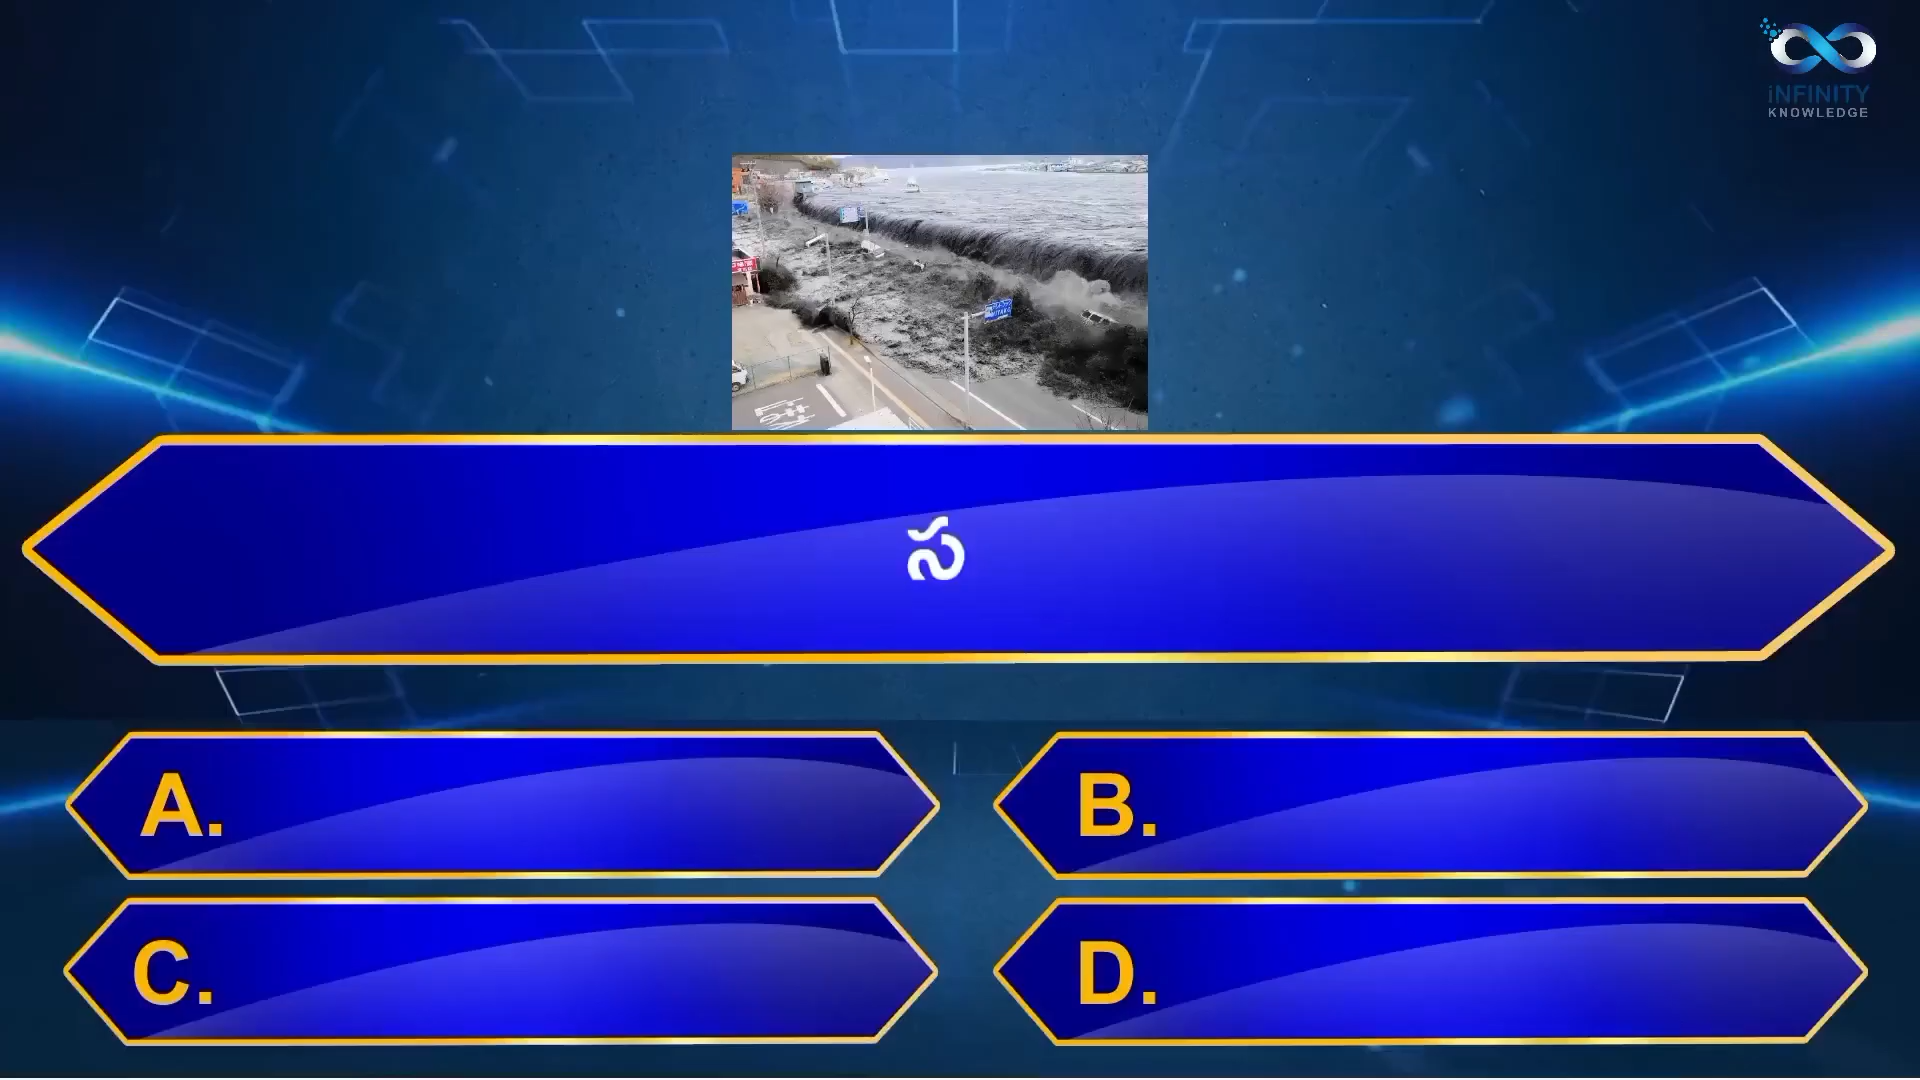 iNFINITY
KNOWLEDGE
స
A.
B.
C.
D.